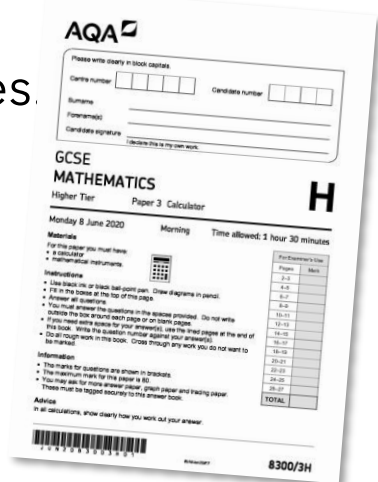 es.
AQA
Please write clearly in block capitals.
Centre number
Candidate number
Surname
Forename(s)
Candidate signature
I declare this is my own work.
GCSE
MATHEMATICS
H
Higher Tier
Paper 3 Calculator
Monday 8 June 2020
Morning
Time allowed: 1 hour 30 minutes
Materials
For this paper you must have:
• a calculator
• mathematical instruments.
Instructions
• Use black ink or black ball-point pen. Draw diagrams in pencil.
• Fill in the boxes at the top of this page.
• Answer all questions.
• You must answer the questions in the spaces provided. Do not write
outside the box around each page or on blank pages.
• If you need extra space for your answer(s), use the lined pages at the end of
this book. Write the question number against your answer(s).
• Do all rough work in this book. Cross through any work you do not want to
be marked.
Information
• The marks for questions are shown in brackets.
• The maximum mark for this paper is 80.
• You may ask for more answer paper, graph paper and tracing paper.
These must be tagged securely to this answer book.
Advice
In all calculations, show clearly how you work out your answer.
For Examiner's Use
Pages Mark
2–3
4–5
6–7
8–9
10–11
12–13
14–15
16–17
18–19
20–21
22–23
24–25
26–27
TOTAL
JUN2083003H01
8300/3H